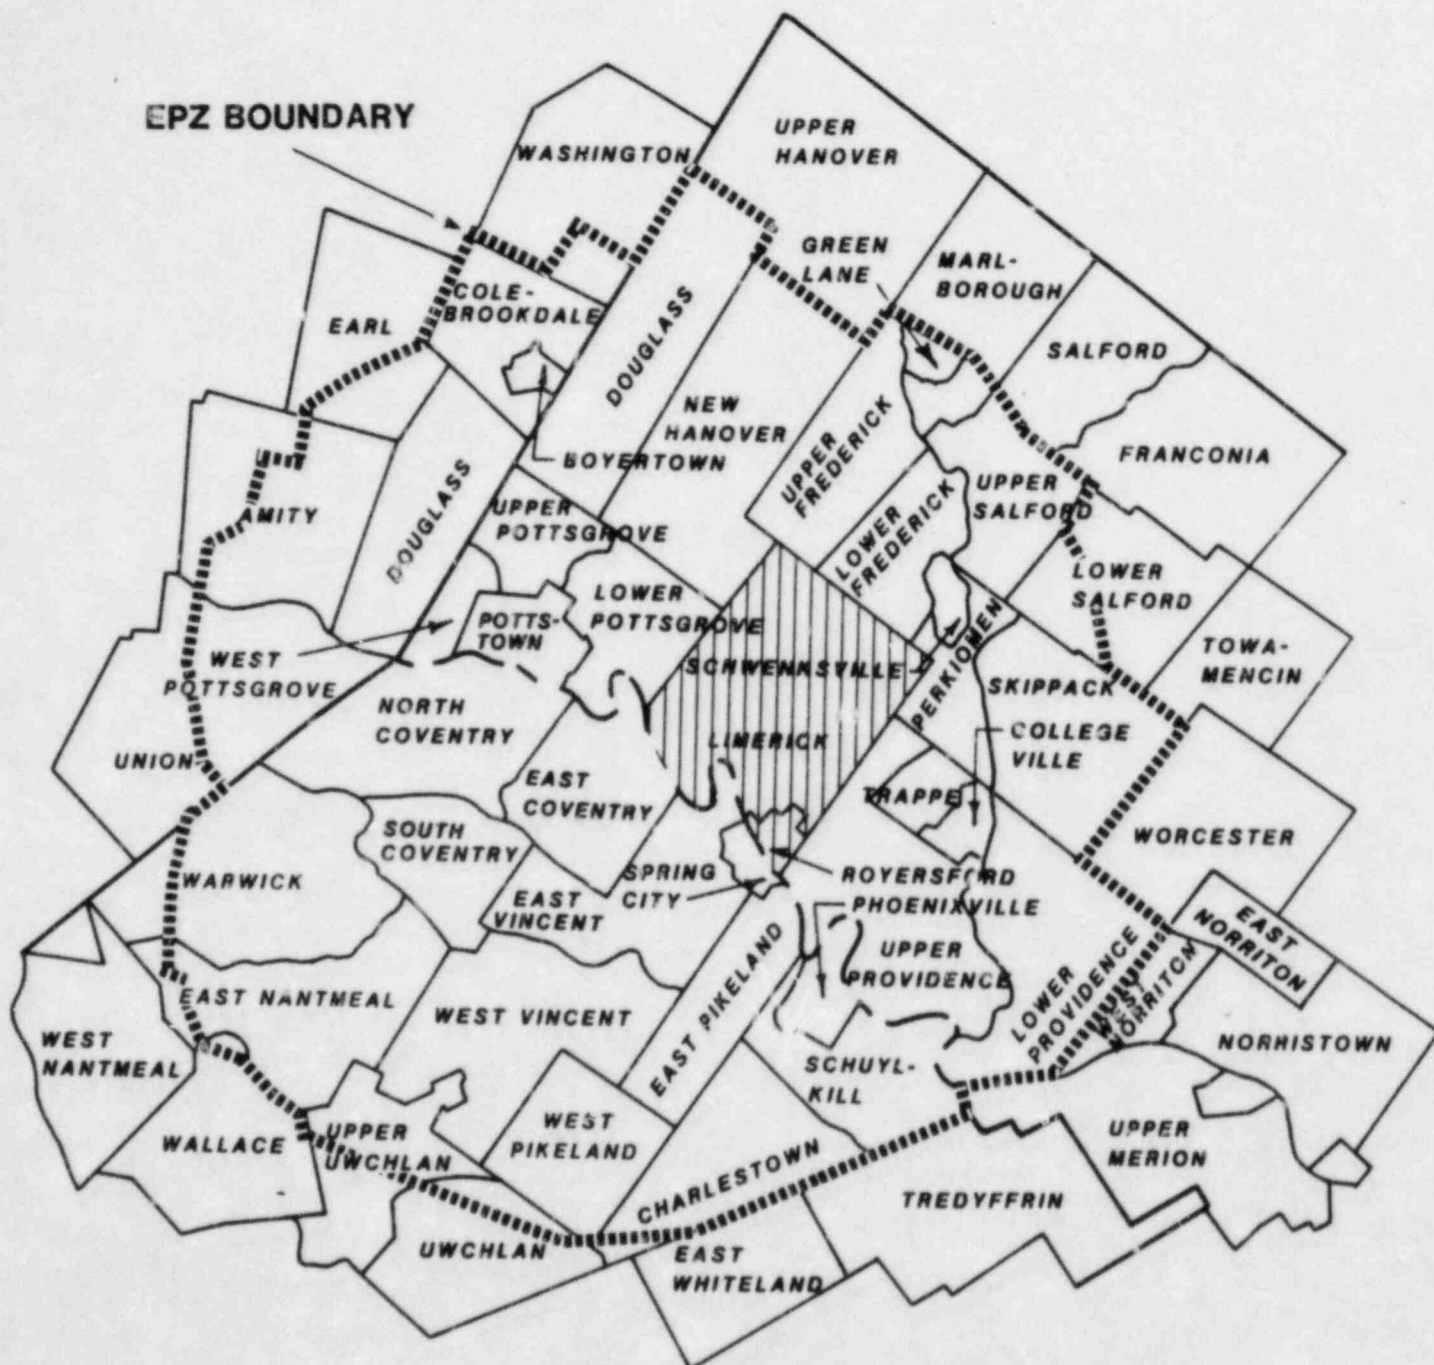 EPZ BOUNDARY
WASHINGTON
UPPER
HANOVER
GREEN
LANE
MARL-
BOROUGH
COLE-
BROOKDALE
EARL
DOUGLASS
SALFORD
NEW
HANOVER
UPPER
FREDERICK
FRANCONIA
BOYERTOWN
AMITY
DOUGLASS
UPPER
POTTSGROVE
LOWER
FREDERICK
UPPER
SALFORD
LOWER
SALFORD
LOWER
POTTSGROVE
POTTS-
TOWN
WEST
POTTSGROVE
SCHWENKSVILLE
PERKIOMEN
SKIPPACK
TOWA-
MENCIN
NORTH
COVENTRY
LIMERICK
COLLEGE
VILLE
UNION
EAST
COVENTRY
TRAPPE
WORCESTER
SOUTH
COVENTRY
WARWICK
SPRING
CITY
ROYERSFORD
PHOENIXVILLE
EAST
VINCENT
EAST
NORRITON
UPPER
PROVIDENCE
LOWER
PROVIDENCE
WEST
NORRITON
EAST NANTMEAL
WEST VINCENT
EAST PIKELAND
WEST
NANTMEAL
NORRISTOWN
SCHUYL-
KILL
WALLACE
UPPER
UWCHLAN
WEST
PIKELAND
UPPER
MERION
CHARLESTOWN
TREDYFFRIN
UWCHLAN
EAST
WHITELAND